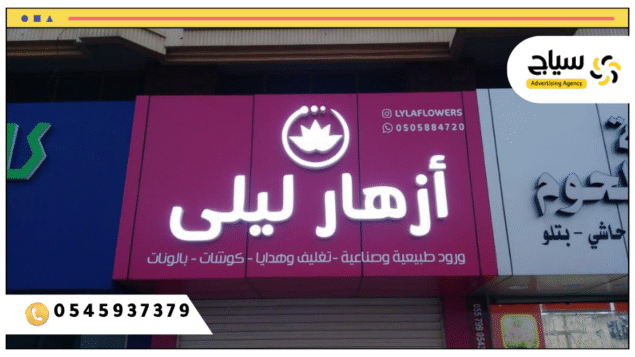 سياج
Advertising Agency
LYLAFLOWERS
0505884720
أزهار ليلى
ورود طبيعية وصناعية - تغليف وهدايا - كوشات - بالونات
حاشي - بتلو
0545937379